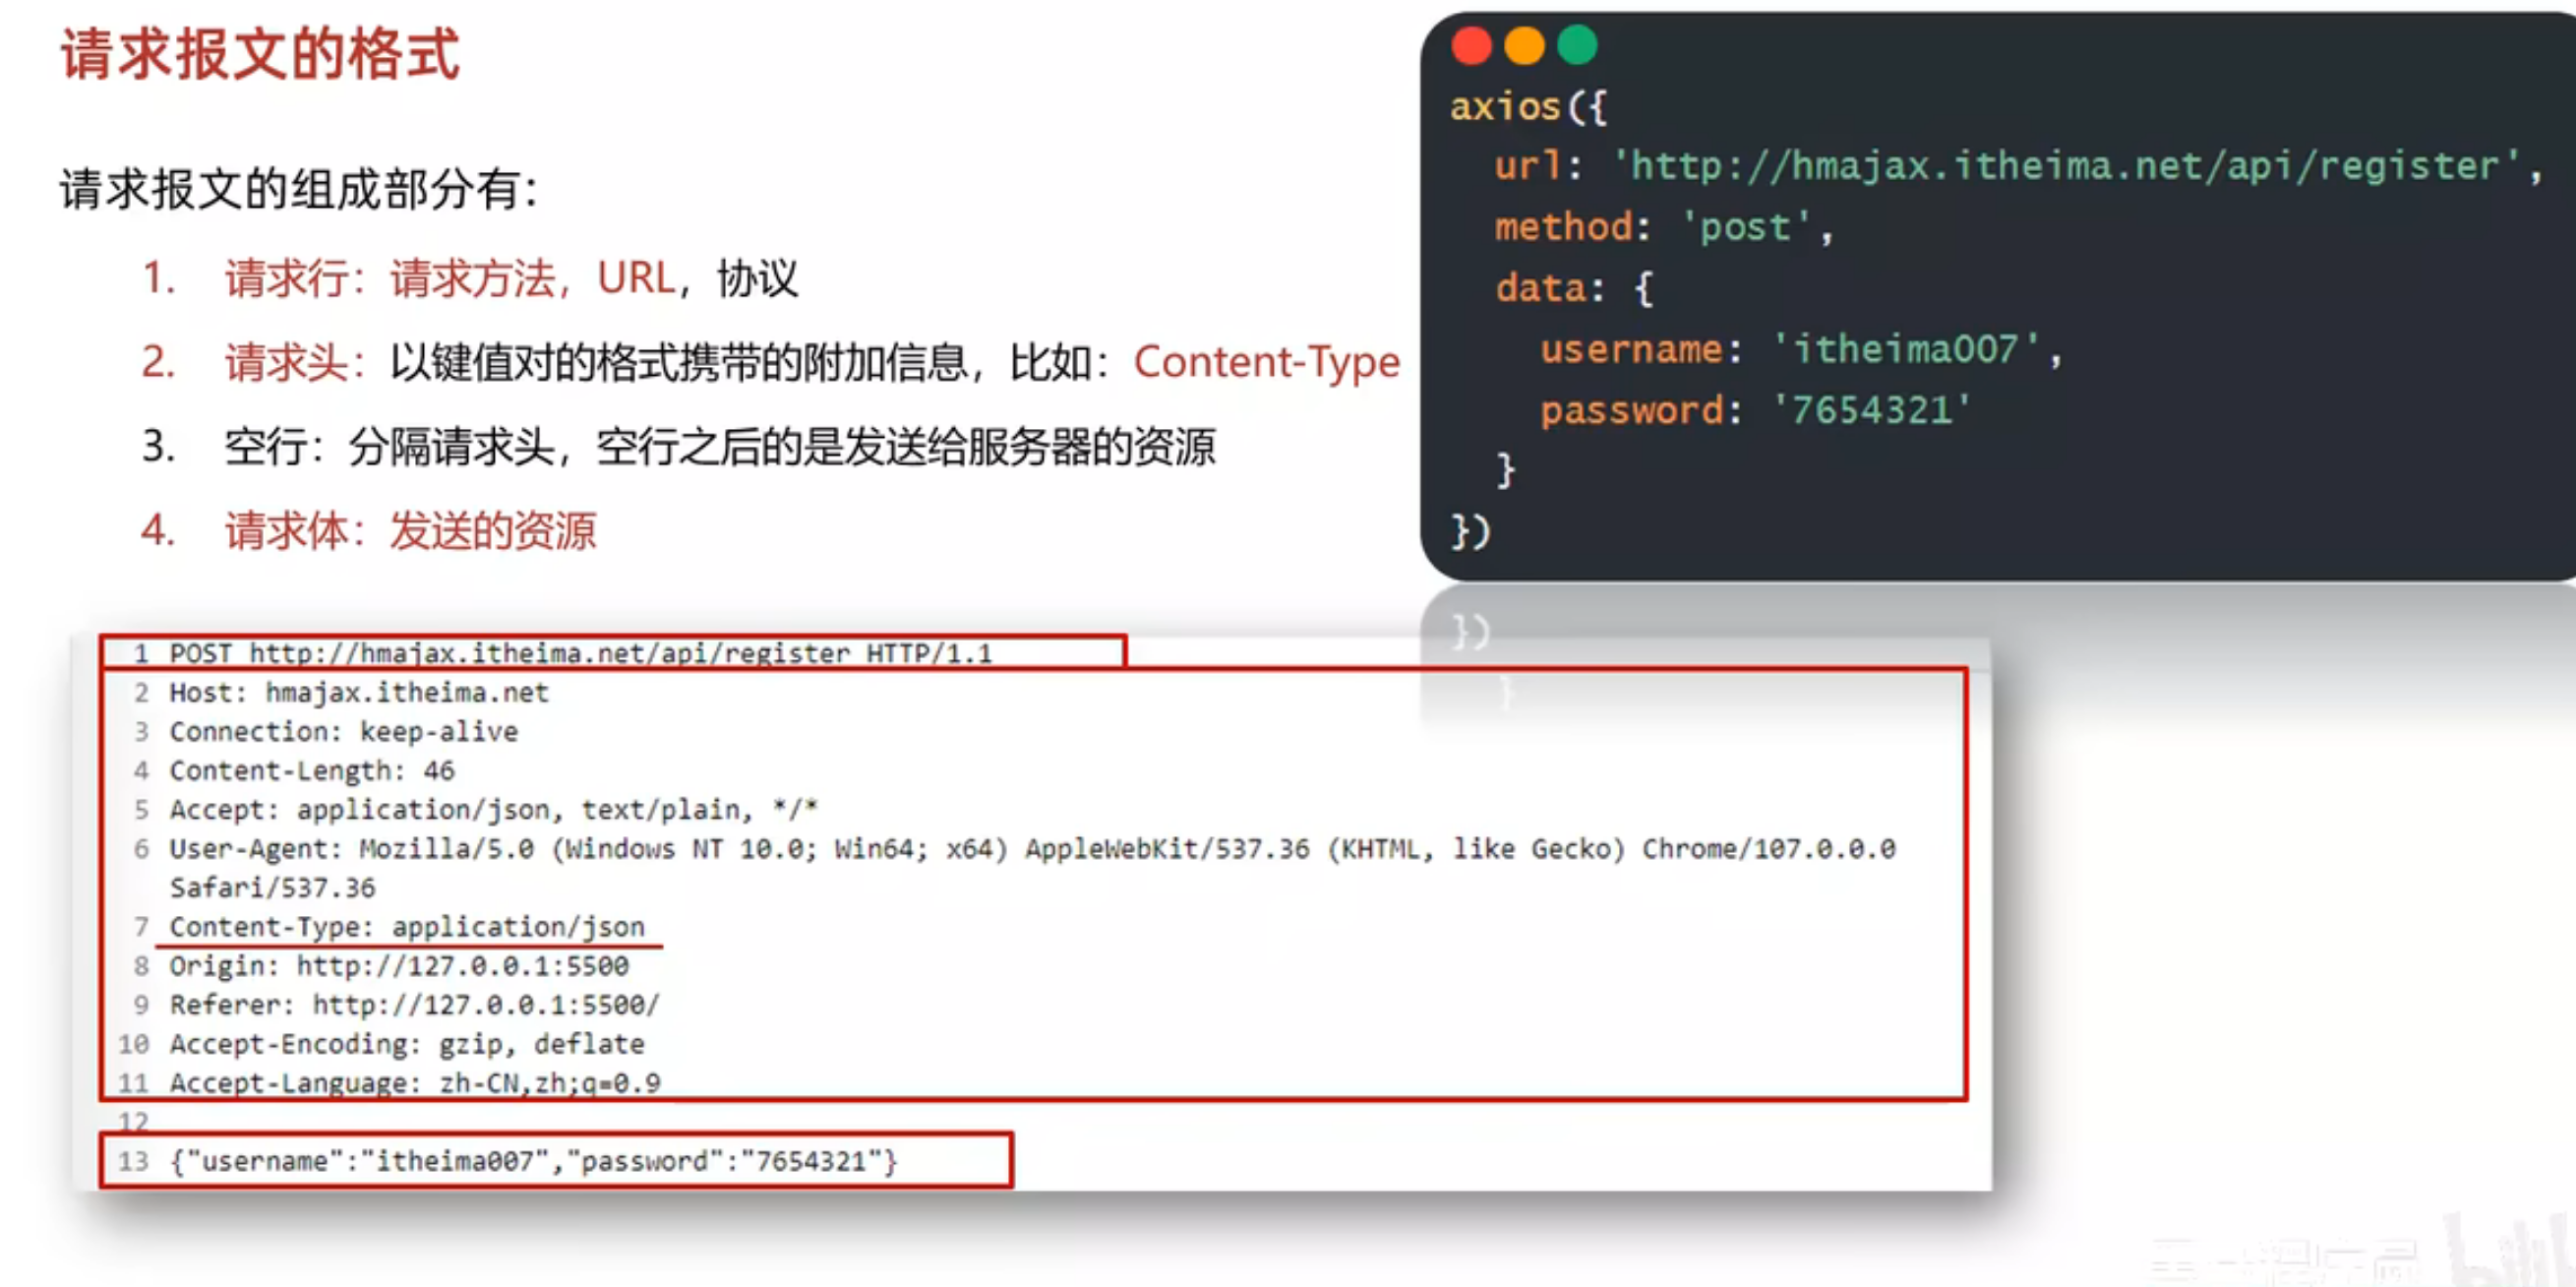 请求报文的格式
请求报文的组成部分有：
1. 请求行：请求方法，URL，协议
2. 请求头：以键值对的格式携带的附加信息，比如：Content-Type
3. 空行：分隔请求头，空行之后的是发送给服务器的资源
4. 请求体：发送的资源
axios({
url: 'http://hmajax.itheima.net/api/register',
method: 'post',
data: {
username: 'itheima007',
password: '7654321'
}
})
})
}
1 POST http://hmajax.itheima.net/api/register HTTP/1.1
2 Host: hmajax.itheima.net
3 Connection: keep-alive
4 Content-Length: 46
5 Accept: application/json, text/plain, */*
6 User-Agent: Mozilla/5.0 (Windows NT 10.0; Win64; x64) AppleWebKit/537.36 (KHTML, like Gecko) Chrome/107.0.0.0
Safari/537.36
7 Content-Type: application/json
8 Origin: http://127.0.0.1:5500
9 Referer: http://127.0.0.1:5500/
10 Accept-Encoding: gzip, deflate
11 Accept-Language: zh-CN,zh;q=0.9
12
13 {"username":"itheima007","password":"7654321"}